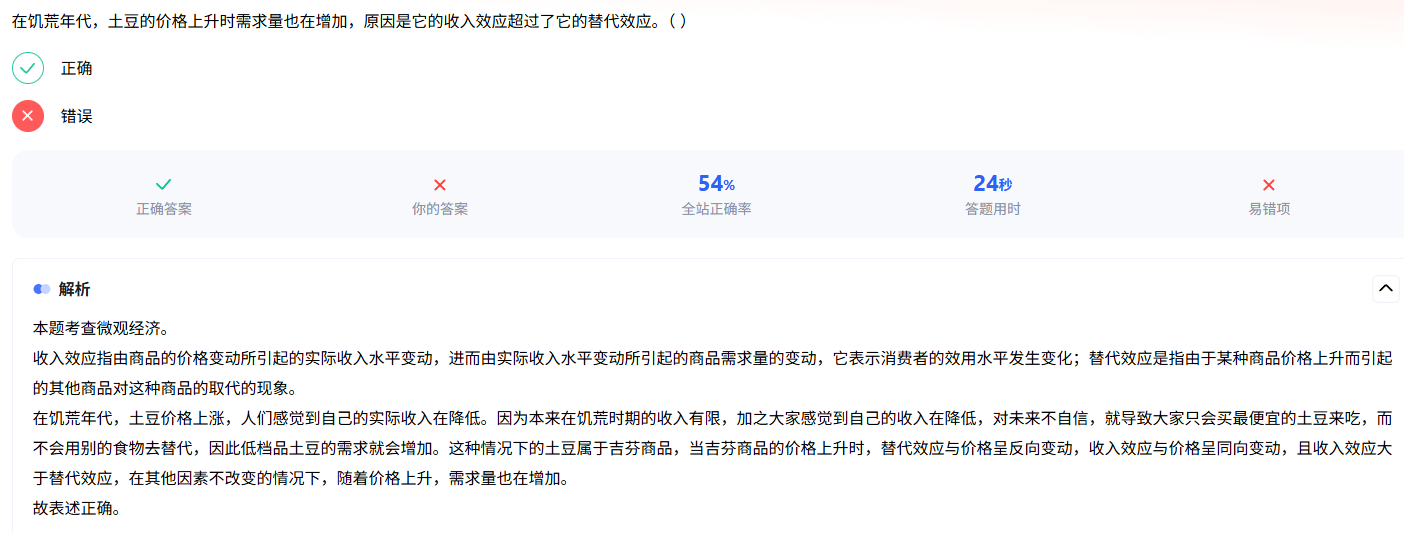 在饥荒年代，土豆的价格上升时需求量也在增加，原因是它的收入效应超过了它的替代效应。（ ）
正确
错误
54% 24秒
正确答案 你的答案 全站正确率 答题用时 易错项
解析
本题考查微观经济。
收入效应指由商品的价格变动所引起的实际收入水平变动，进而由实际收入水平变动所引起的商品需求量的变动，它表示消费者的效用水平发生变化；替代效应是指由于某种商品价格上升而引起
的其他商品对这种商品的取代的现象。
在饥荒年代，土豆价格上涨，人们感觉到自己的实际收入在降低。因为本来在饥荒时期的收入有限，加之大家感觉到自己的收入在降低，对未来不自信，就导致大家只会买最便宜的土豆来吃，而
不会用别的食物去替代，因此低档品土豆的需求就会增加。这种情况下的土豆属于吉芬商品，当吉芬商品的价格上升时，替代效应与价格呈反向变动，收入效应与价格呈同向变动，且收入效应大
于替代效应，在其他因素不改变的情况下，随着价格上升，需求量也在增加。
故表述正确。